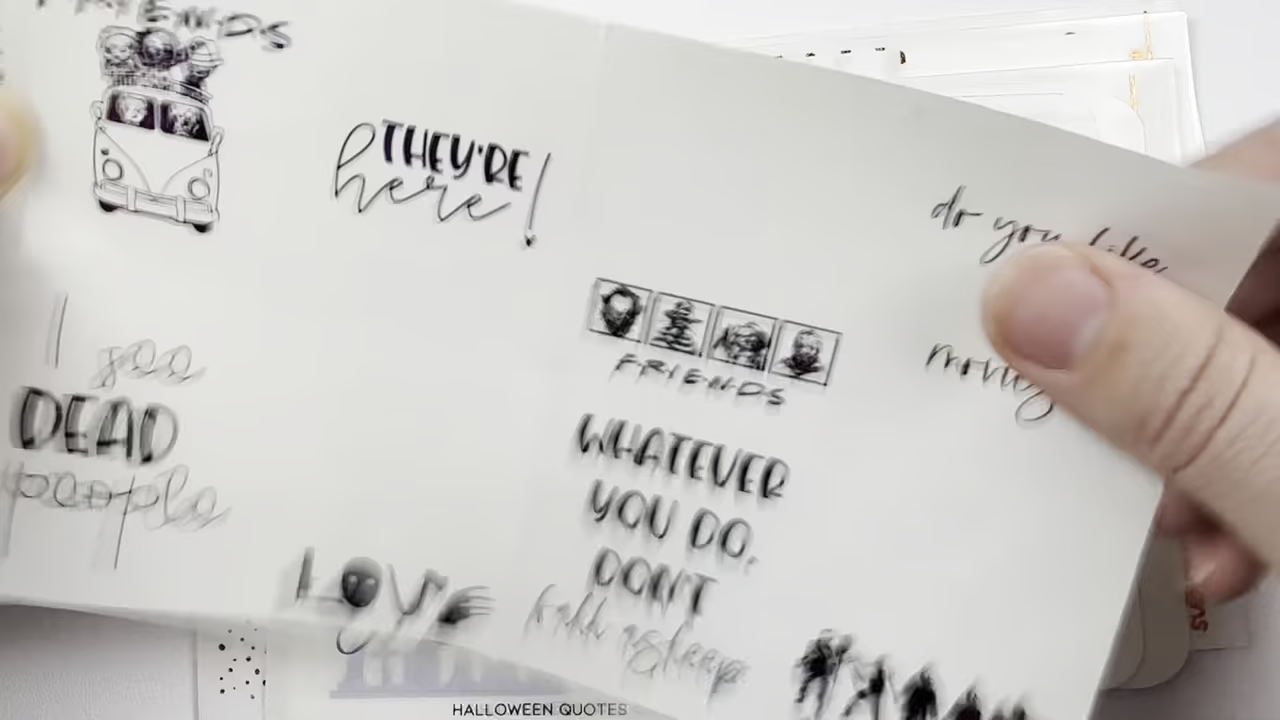 FRIENDS
THEY'RE
here!
do you like
I see
DEAD
people
FRIENDS
WHATEVER
YOU DO,
DON'T
fall asleep
LOVE
HALLOWEEN QUOTES